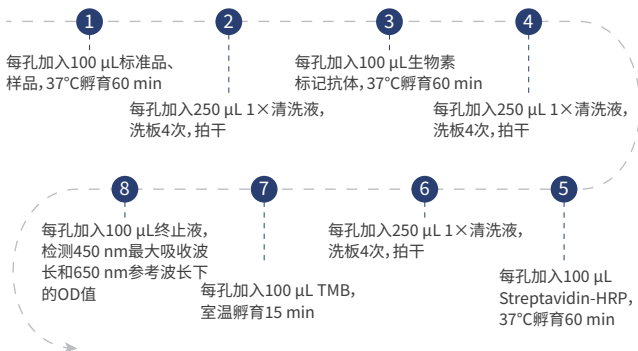 1
每孔加入100 μL标准品、
样品，37℃孵育60 min
2
每孔加入250 μL 1×清洗液，
洗板4次，拍干
3
每孔加入100 μL生物素
标记抗体，37℃孵育60 min
4
每孔加入250 μL 1×清洗液，
洗板4次，拍干
5
每孔加入100 μL
Streptavidin-HRP，
37℃孵育60 min
6
每孔加入250 μL 1×清洗液，
洗板4次，拍干
7
每孔加入100 μL TMB，
室温孵育15 min
8
每孔加入100 μL终止液，
检测450 nm最大吸收波
长和650 nm参考波长下
的OD值